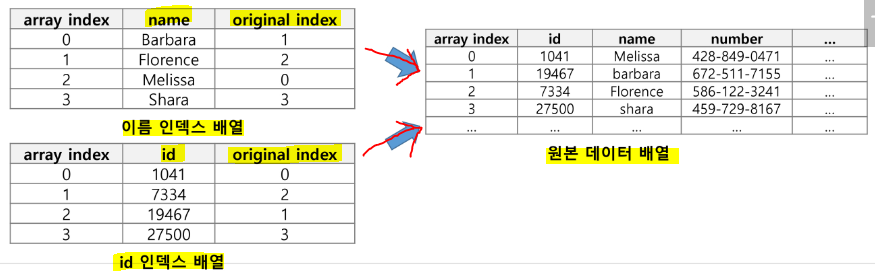 array index name original index
0 Barbara 1
1 Florence 2
2 Melissa 0
3 Shara 3
이름 인덱스 배열
array index id original index
0 1041 0
1 7334 2
2 19467 1
3 27500 3
id 인덱스 배열
array index id name number ...
0 1041 Melissa 428-849-0471 ...
1 19467 barbara 672-511-7155 ...
2 7334 Florence 586-122-3241 ...
3 27500 shara 459-729-8167 ...
... ... ... ... ...
원본 데이터 배열